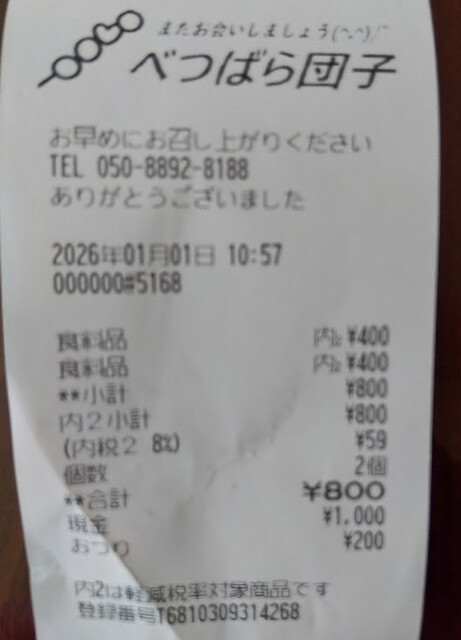 またお会いしましょう(^.^)/~
べつばら団子
お早めにお召し上がりください
TEL 050-8892-8188
ありがとうございました
2026年01月01日 10:57
000000#5168
食料品 内2¥400
食料品 内2¥400
**小計 ¥800
内2小計 ¥800
(内税2 8%) ¥59
個数 2個
**合計 ¥800
現金 ¥1,000
おつり ¥200
内2は軽減税率対象商品です
登録番号T6810309314268